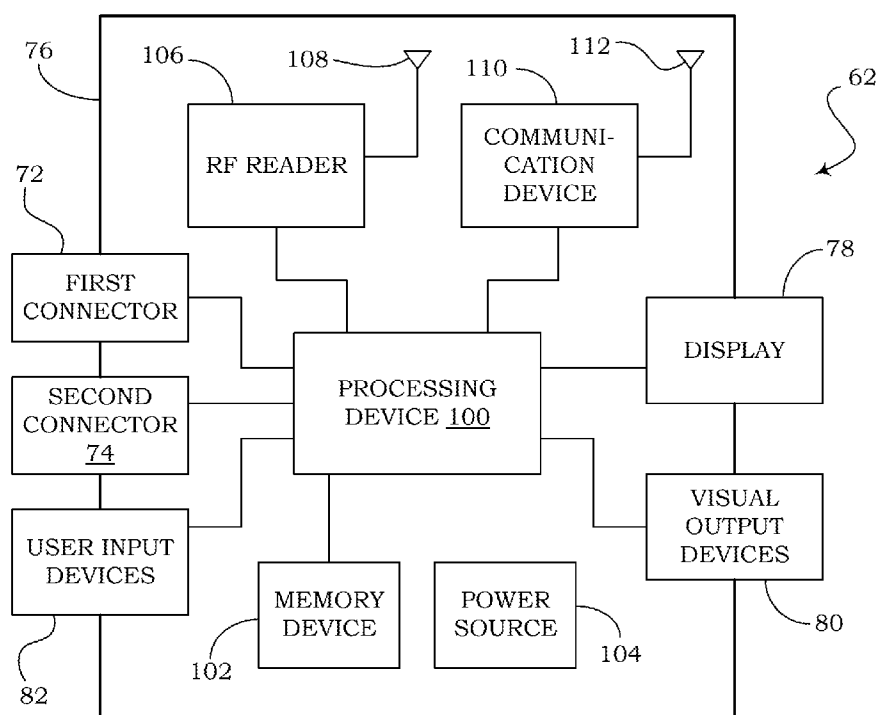 76
106
108
110
112
62
RF READER
COMMUNI-
CATION
DEVICE
72
78
FIRST
CONNECTOR
DISPLAY
SECOND
CONNECTOR
74
PROCESSING
DEVICE 100
USER INPUT
DEVICES
VISUAL
OUTPUT
DEVICES
MEMORY
DEVICE
POWER
SOURCE
82
102
104
80